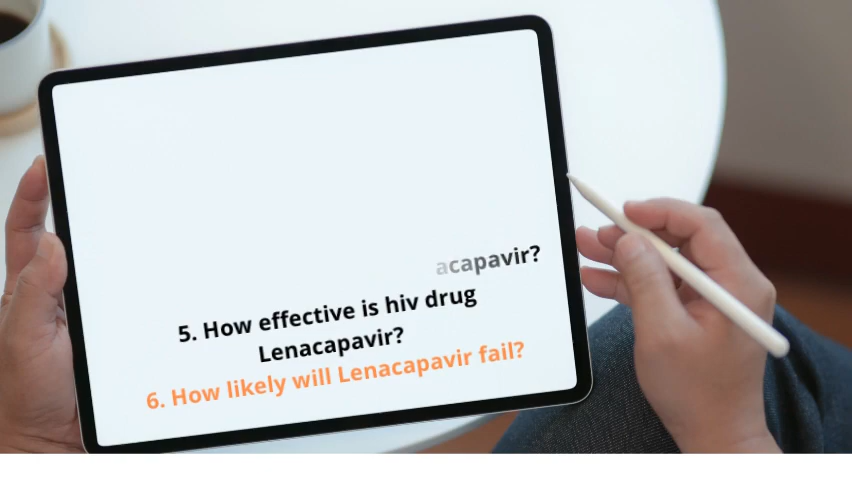 acapavir?
5. How effective is hiv drug
Lenacapavir?
6. How likely will Lenacapavir fail?